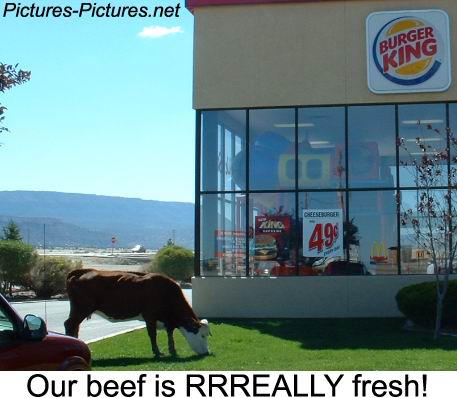 Pictures-Pictures.net
BURGER
KING
CHEESEBURGER
49¢
Our beef is RRREALLY fresh!